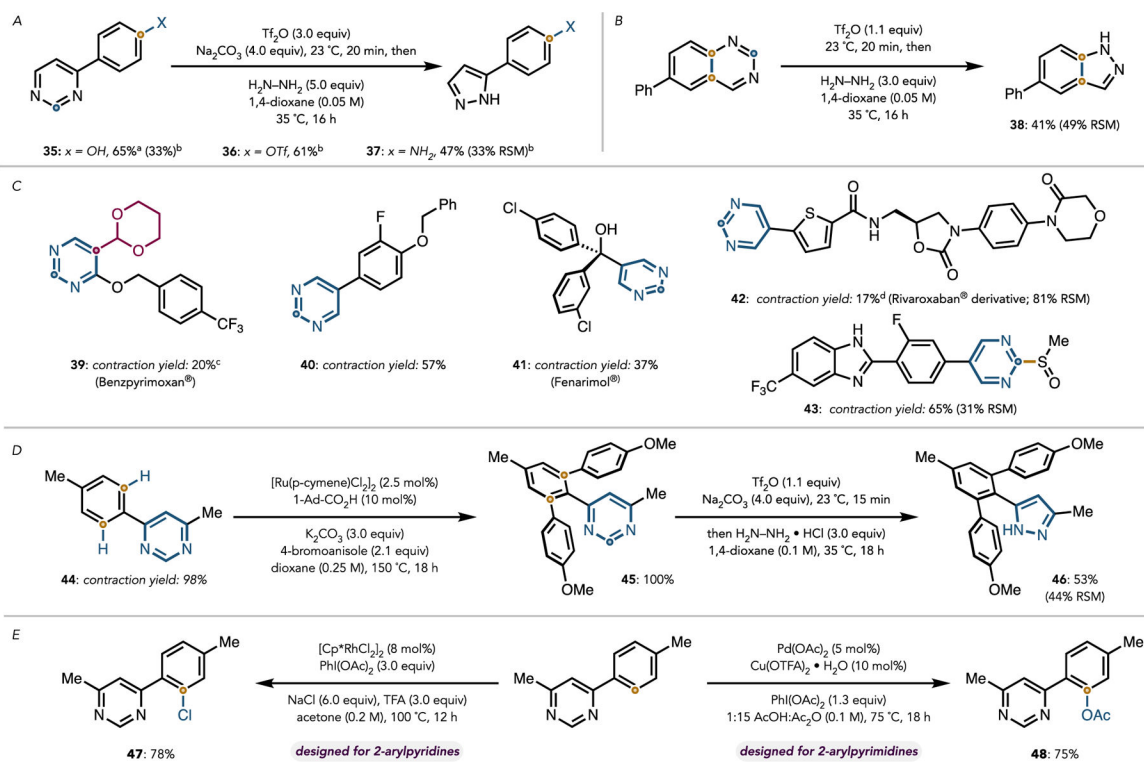 A
X
N
N
Tf₂O (3.0 equiv)
Na₂CO₃ (4.0 equiv), 23 ˚C, 20 min, then
H₂N–NH₂ (5.0 equiv)
1,4-dioxane (0.05 M)
35 ˚C, 16 h
X
N
NH
35: x = OH, 65%ᵃ (33%)ᵇ
36: x = OTf, 61%ᵇ
37: x = NH₂, 47% (33% RSM)ᵇ
B
N
N
Ph
Tf₂O (1.1 equiv)
23 ˚C, 20 min, then
H₂N–NH₂ (3.0 equiv)
1,4-dioxane (0.05 M)
35 ˚C, 16 h
H
N
N
Ph
38: 41% (49% RSM)
C
O
O
N
N
O
CF₃
39: contraction yield: 20%ᶜ
(Benzpyrimoxan®)
Ph
F
O
N
N
40: contraction yield: 57%
Cl
OH
N
N
Cl
41: contraction yield: 37%
(Fenarimol®)
N
N
S
O
N
H
O
N
O
O
N
O
42: contraction yield: 17%ᵈ (Rivaroxaban® derivative; 81% RSM)
H
N
N
F₃C
F
N
N
S
Me
O
43: contraction yield: 65% (31% RSM)
D
Me
H
H
N
N
Me
44: contraction yield: 98%
[Ru(p-cymene)Cl₂]₂ (2.5 mol%)
1-Ad-CO₂H (10 mol%)
K₂CO₃ (3.0 equiv)
4-bromoanisole (2.1 equiv)
dioxane (0.25 M), 150 ˚C, 18 h
OMe
Me
Me
N
N
OMe
45: 100%
Tf₂O (1.1 equiv)
Na₂CO₃ (4.0 equiv), 23 ˚C, 15 min
then H₂N–NH₂ • HCl (3.0 equiv)
1,4-dioxane (0.1 M), 35 ˚C, 18 h
OMe
Me
Me
HN
N
OMe
46: 53%
(44% RSM)
E
Me
Me
N
N
Cl
47: 78%
[Cp*RhCl₂]₂ (8 mol%)
PhI(OAc)₂ (3.0 equiv)
NaCl (6.0 equiv), TFA (3.0 equiv)
acetone (0.2 M), 100 ˚C, 12 h
designed for 2-arylpyridines
Me
Me
N
N
Pd(OAc)₂ (5 mol%)
Cu(OTFA)₂ • H₂O (10 mol%)
PhI(OAc)₂ (1.3 equiv)
1:15 AcOH:Ac₂O (0.1 M), 75 ˚C, 18 h
designed for 2-arylpyrimidines
Me
Me
N
N
OAc
48: 75%